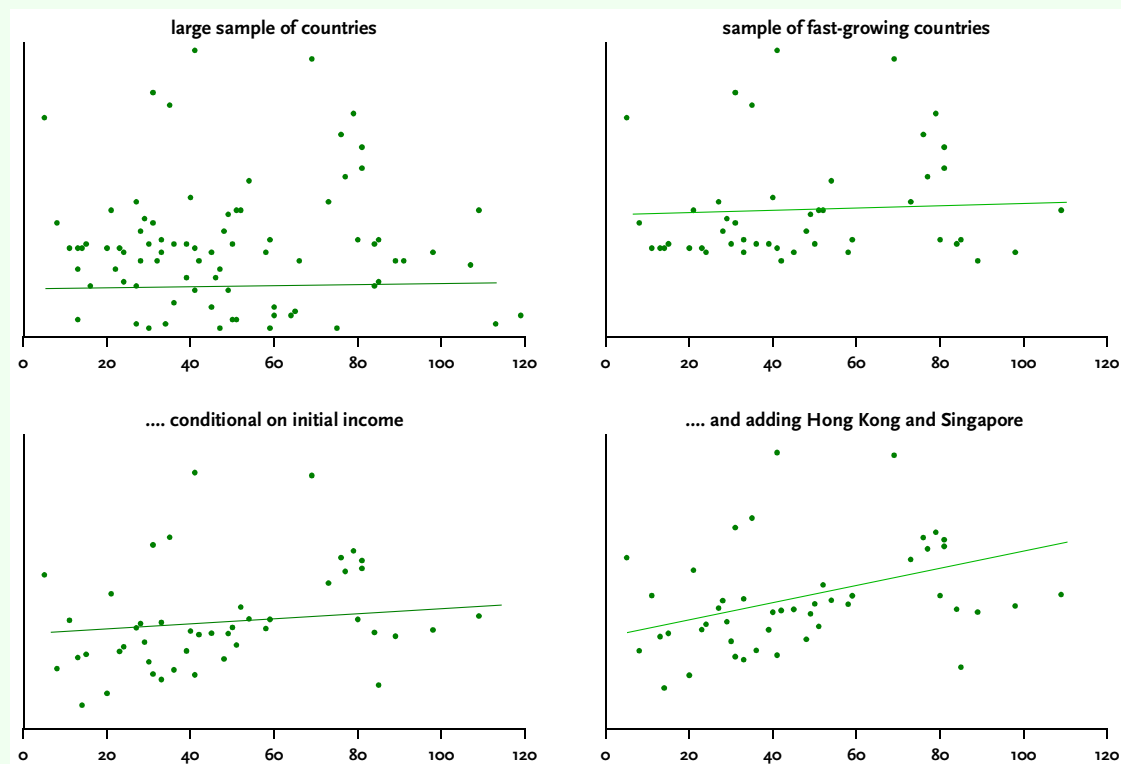 large sample of countries
sample of fast-growing countries
0 20 40 60 80 100 120
0 20 40 60 80 100 120
.... conditional on initial income
.... and adding Hong Kong and Singapore
0 20 40 60 80 100 120
0 20 40 60 80 100 120